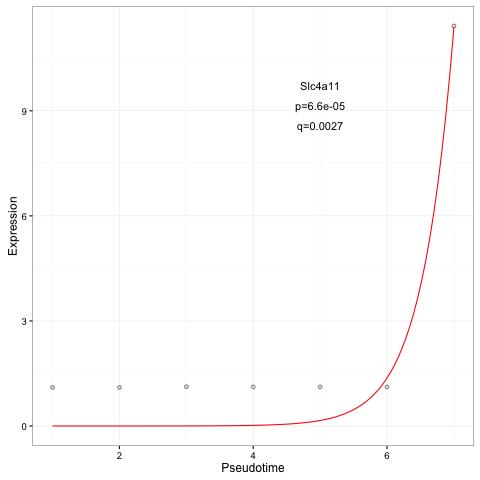 Slc4a11
p=6.6e-05
q=0.0027
9
6
3
0
2 4 6
Expression
Pseudotime